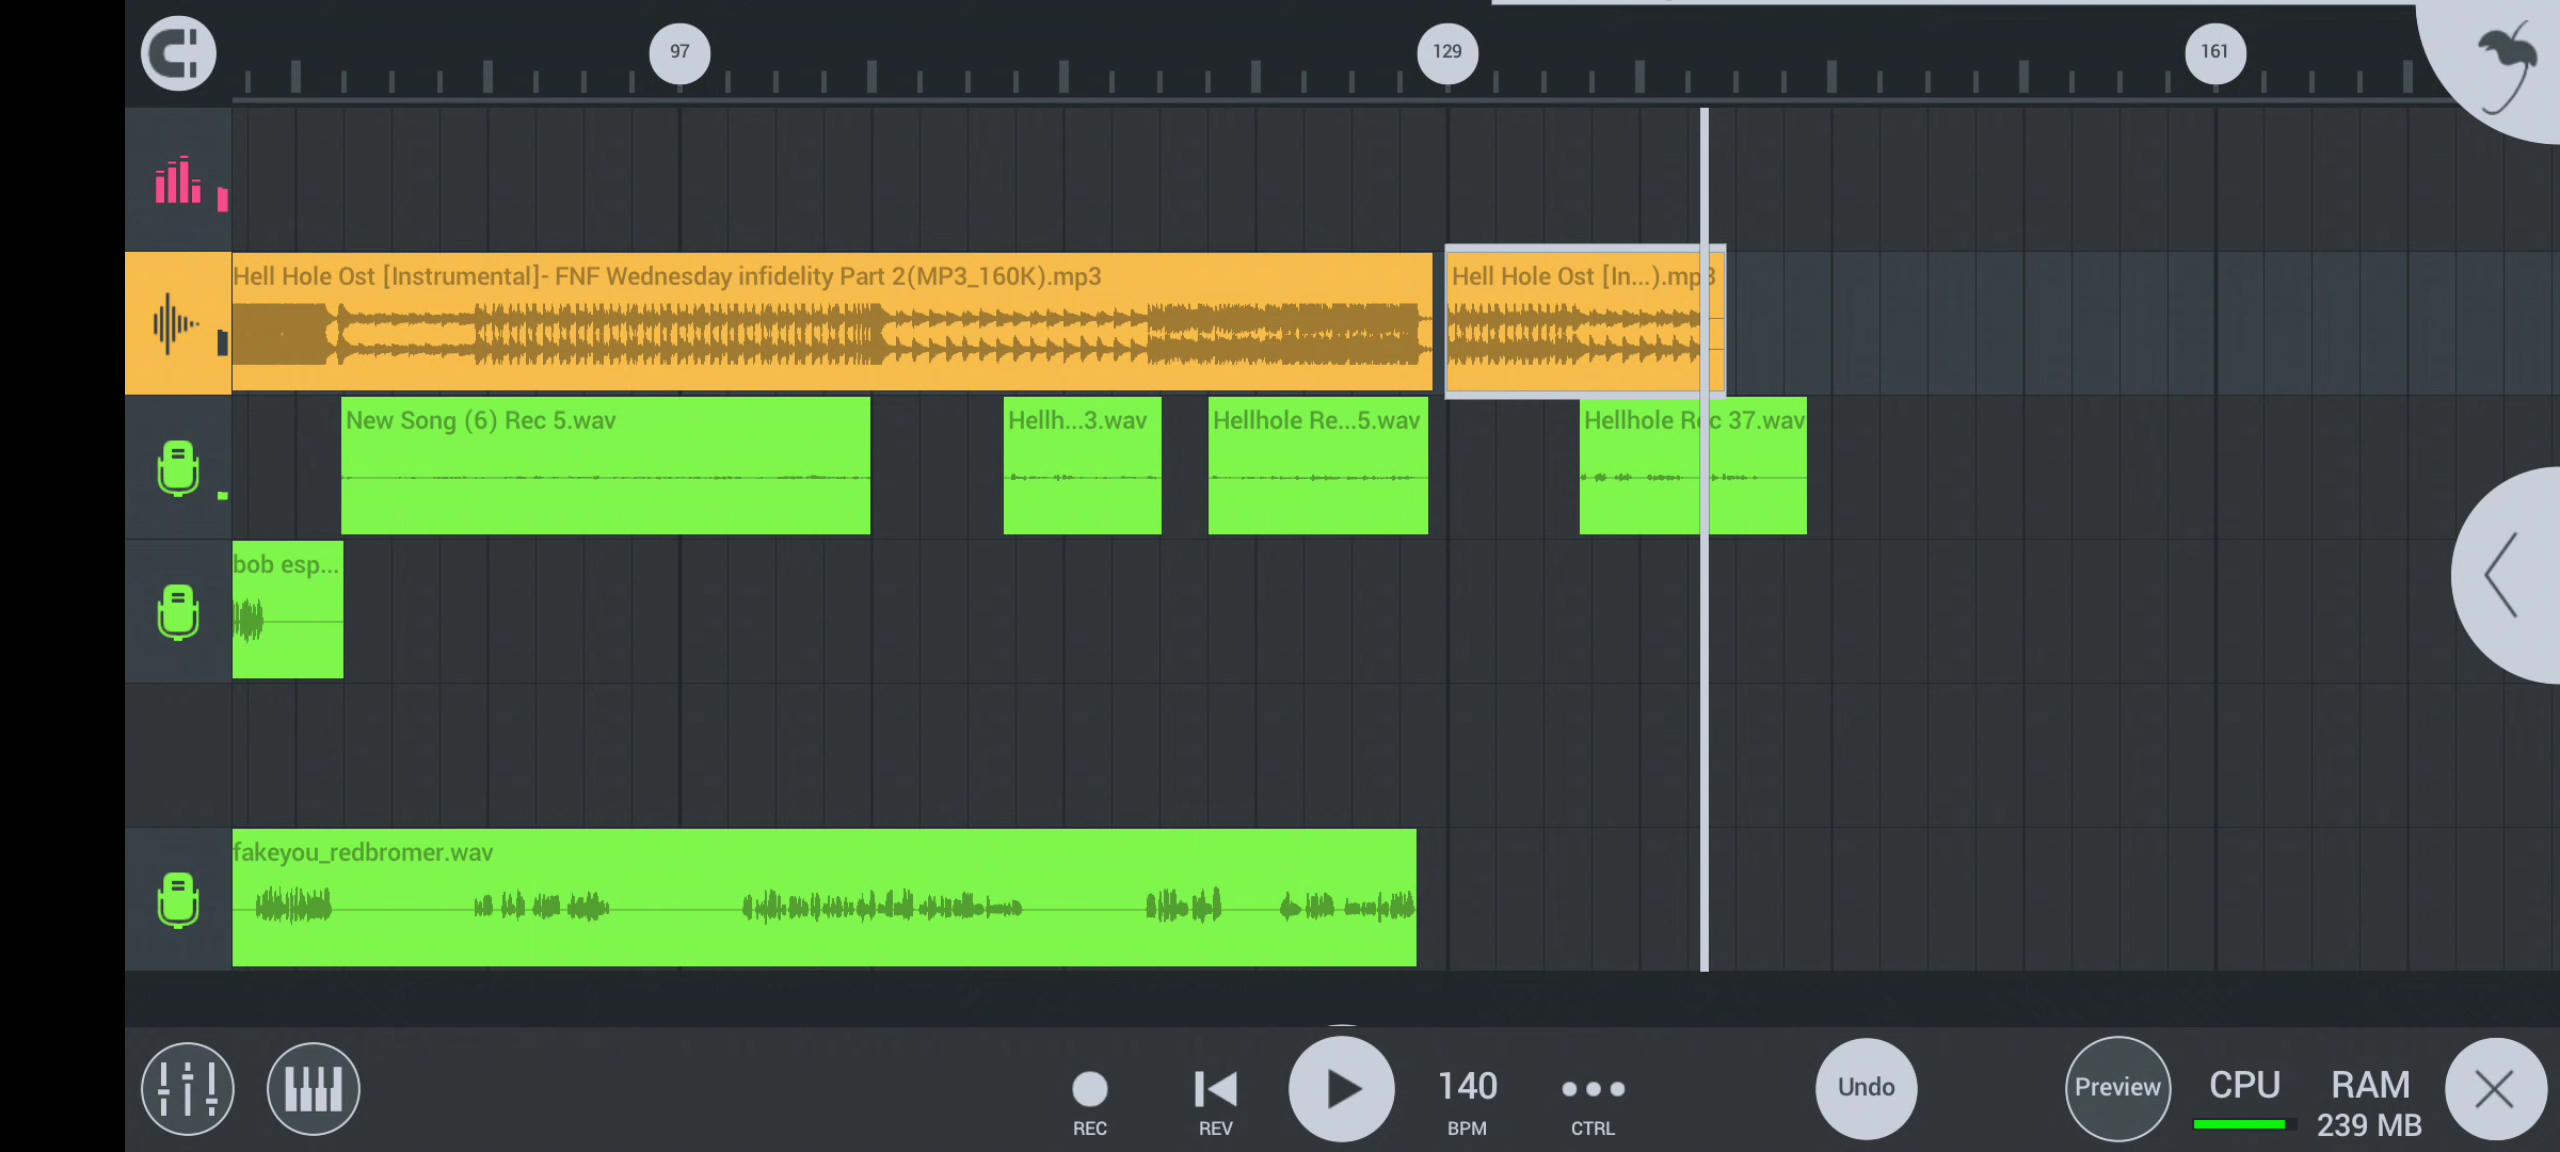 97
129
161
Hell Hole Ost [Instrumental]- FNF Wednesday infidelity Part 2(MP3_160K).mp3
Hell Hole Ost [In...).mp3
New Song (6) Rec 5.wav
Hellh...3.wav
Hellhole Re...5.wav
Hellhole Rec 37.wav
bob esp...
fakeyou_redbromer.wav
REC
REV
140
BPM
CTRL
Undo
Preview
CPU
RAM
239 MB